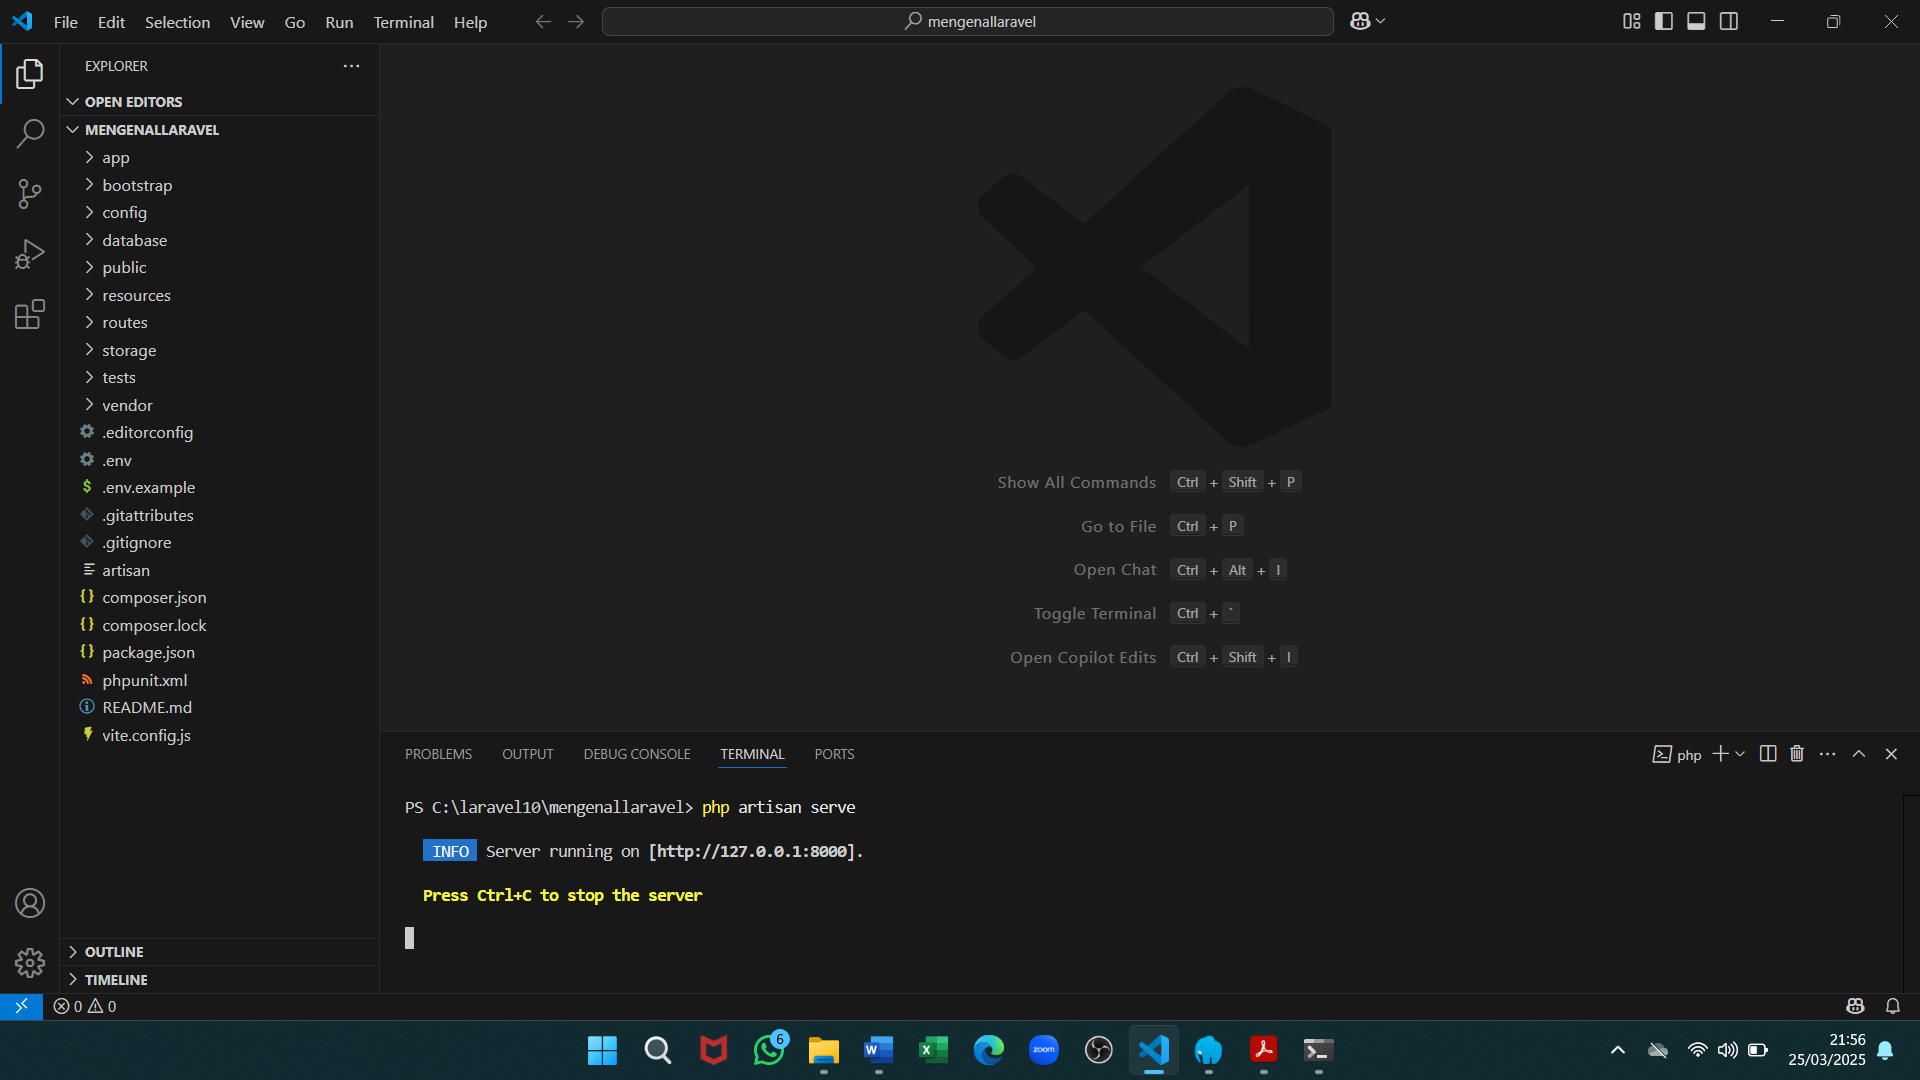 File Edit Selection View Go Run Terminal Help
mengenallaravel
EXPLORER
OPEN EDITORS
MENGENALLARAVEL
app
bootstrap
config
database
public
resources
routes
storage
tests
vendor
.editorconfig
.env
$ .env.example
.gitattributes
.gitignore
artisan
{} composer.json
{} composer.lock
{} package.json
phpunit.xml
README.md
vite.config.js
OUTLINE
TIMELINE
Show All Commands Ctrl + Shift + P
Go to File Ctrl + P
Open Chat Ctrl + Alt + I
Toggle Terminal Ctrl + `
Open Copilot Edits Ctrl + Shift + I
PROBLEMS OUTPUT DEBUG CONSOLE TERMINAL PORTS
php
PS C:\laravel10\mengenallaravel> php artisan serve
INFO Server running on [http://127.0.0.1:8000].
Press Ctrl+C to stop the server
0 0
6
zoom
21:56
25/03/2025